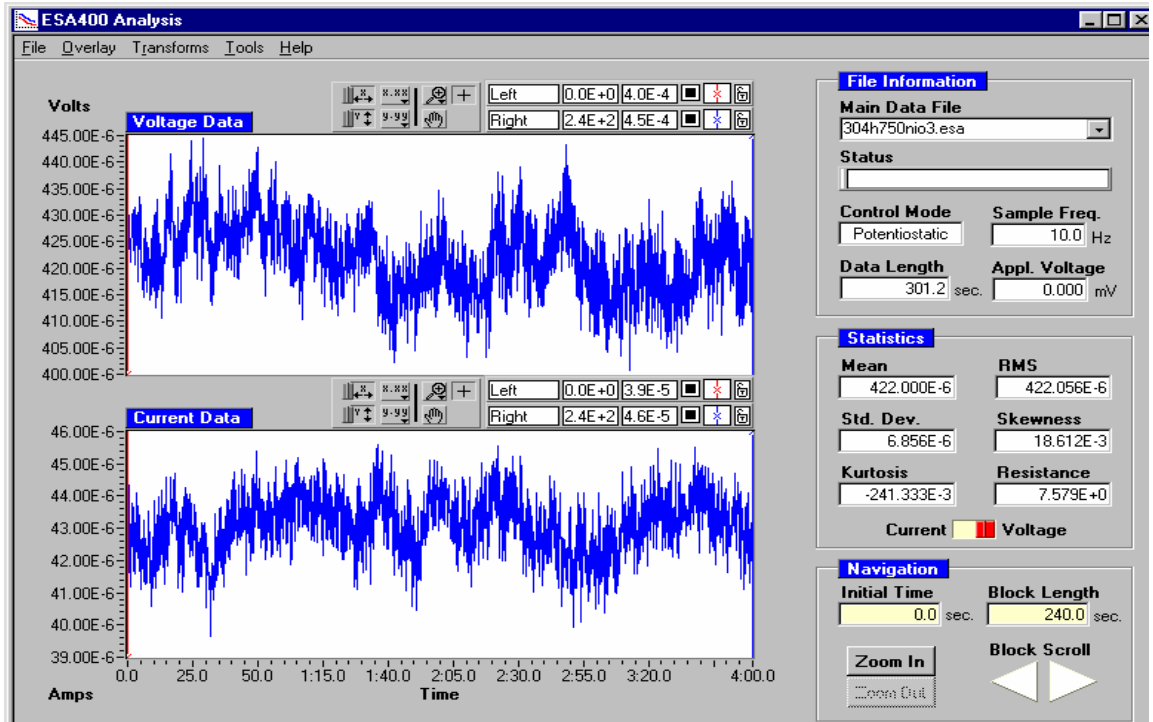 ESA400 Analysis
File Overlay Transforms Tools Help
Volts
Voltage Data
Left 0.0E+0 4.0E-4
Right 2.4E+2 4.5E-4
445.00E-6
440.00E-6
435.00E-6
430.00E-6
425.00E-6
420.00E-6
415.00E-6
410.00E-6
405.00E-6
400.00E-6
Current Data
Left 0.0E+0 3.9E-5
Right 2.4E+2 4.6E-5
46.00E-6
45.00E-6
44.00E-6
43.00E-6
42.00E-6
41.00E-6
40.00E-6
39.00E-6
0.0 25.0 50.0 1:15.0 1:40.0 2:05.0 2:30.0 2:55.0 3:20.0 4:00.0
Amps
Time
File Information
Main Data File
304h750nio3.esa
Status
Control Mode Sample Freq.
Potentiostatic 10.0 Hz
Data Length Appl. Voltage
301.2 sec. 0.000 mV
Statistics
Mean RMS
422.000E-6 422.056E-6
Std. Dev. Skewness
6.856E-6 18.612E-3
Kurtosis Resistance
-241.333E-3 7.579E+0
Current Voltage
Navigation
Initial Time Block Length
0.0 sec. 240.0 sec.
Zoom In Block Scroll
Zoom Out